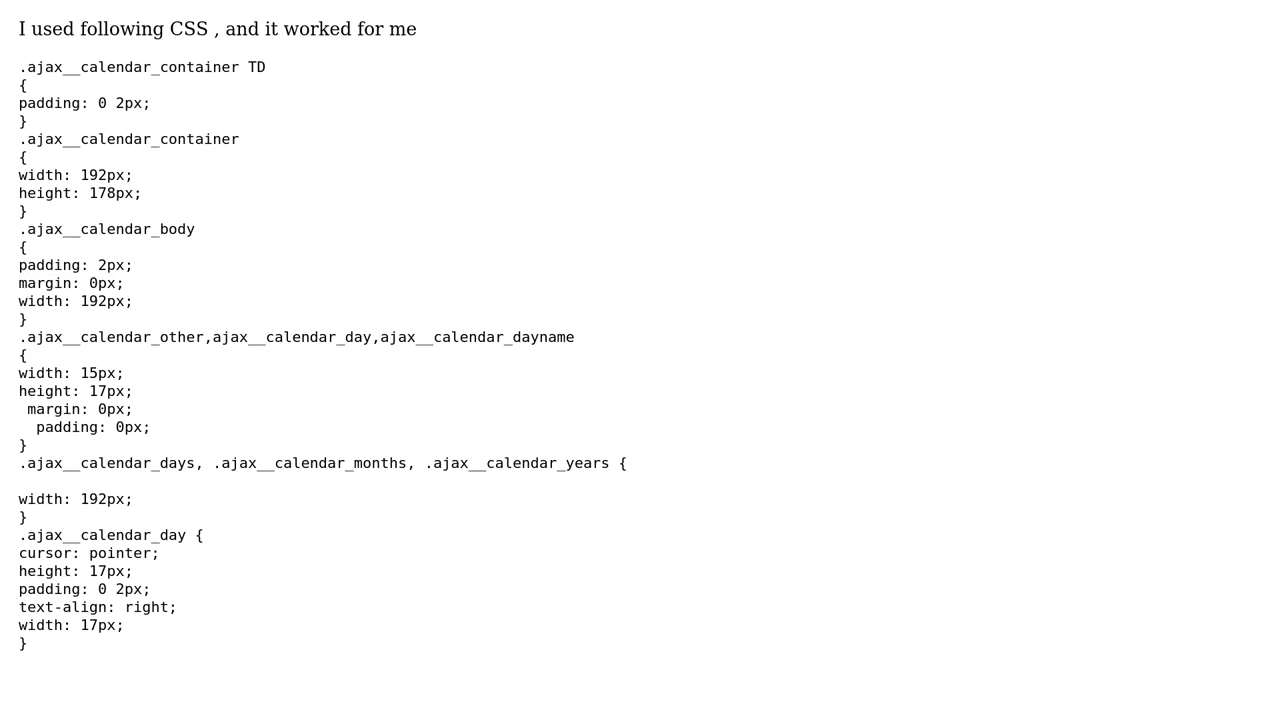 I used following CSS , and it worked for me
.ajax__calendar_container TD
{
padding: 0 2px;
}
.ajax__calendar_container
{
width: 192px;
height: 178px;
}
.ajax__calendar_body
{
padding: 2px;
margin: 0px;
width: 192px;
}
.ajax__calendar_other,ajax__calendar_day,ajax__calendar_dayname
{
width: 15px;
height: 17px;
 margin: 0px;
  padding: 0px;
}
.ajax__calendar_days, .ajax__calendar_months, .ajax__calendar_years {
width: 192px;
}
.ajax__calendar_day {
cursor: pointer;
height: 17px;
padding: 0 2px;
text-align: right;
width: 17px;
}